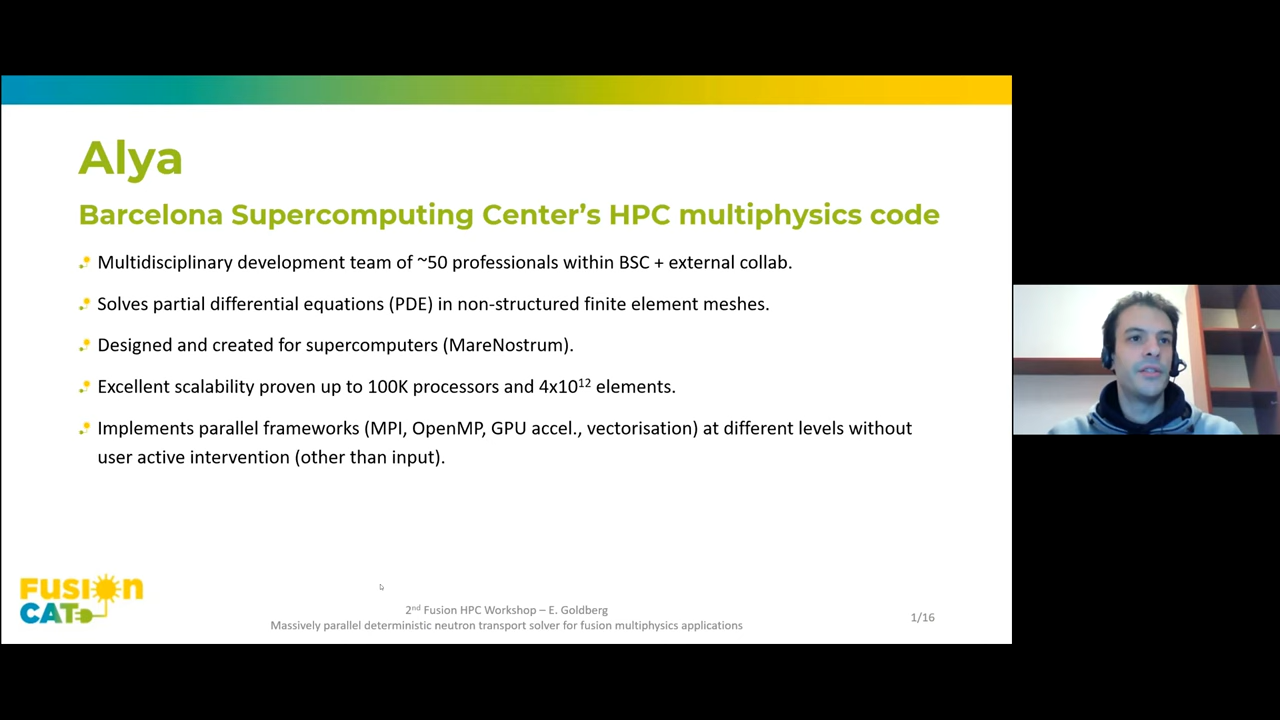 Alya
Barcelona Supercomputing Center’s HPC multiphysics code
Multidisciplinary development team of ~50 professionals within BSC + external collab.
Solves partial differential equations (PDE) in non-structured finite element meshes.
Designed and created for supercomputers (MareNostrum).
Excellent scalability proven up to 100K processors and 4x10¹² elements.
Implements parallel frameworks (MPI, OpenMP, GPU accel., vectorisation) at different levels without
user active intervention (other than input).
FUSION
CAT
2ⁿᵈ Fusion HPC Workshop – E. Goldberg
Massively parallel deterministic neutron transport solver for fusion multiphysics applications
1/16